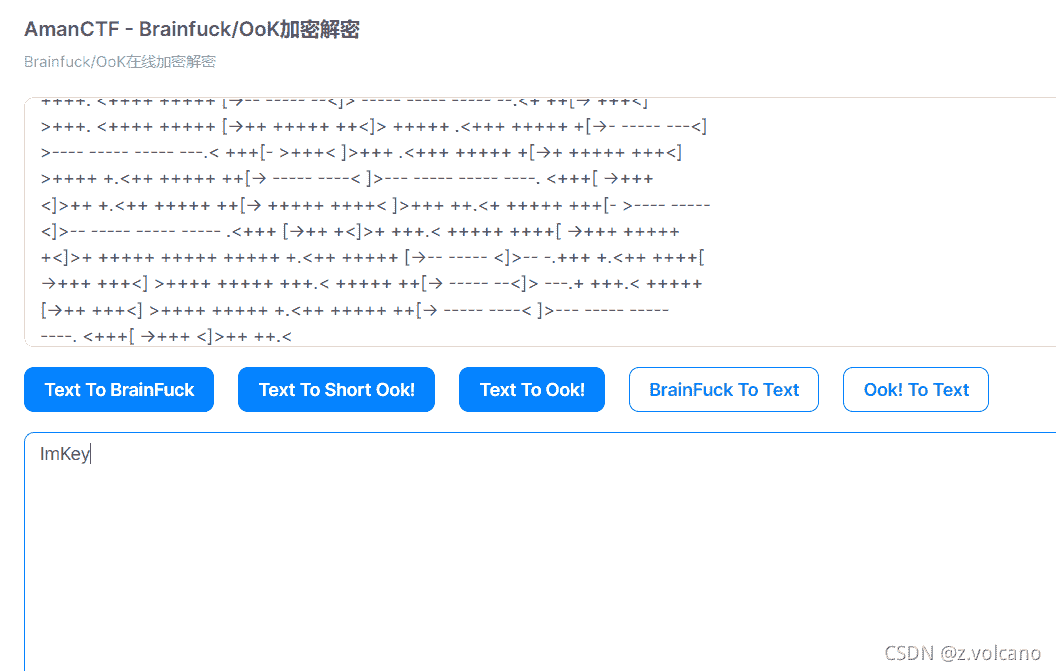 AmanCTF - Brainfuck/OoK加密解密
Brainfuck/OoK在线加密解密
++++. <++++ +++++ [->-- ----- --<]> ----- ----- ----- --.<+ ++[-> +++<]
>+++. <++++ +++++ [->++ +++++ ++<]> +++++ .<+++ +++++ +[->- ----- ---<]
>---- ----- ----- ---.< +++[- >+++< ]>+++ .<+++ +++++ +[->+ +++++ +++<]
>++++ +.<++ +++++ ++[-> ----- ----< ]>--- ----- ----- ----. <+++[ ->+++
<]>++ +.<++ +++++ ++[-> +++++ ++++< ]>+++ ++.<+ +++++ +++[- >---- -----
<]>-- ----- ----- ----- .<+++ [->++ +<]>+ +++.< +++++ ++++[ ->+++ +++++
+<]>+ +++++ +++++ +++++ +.<++ +++++ [->-- ----- <]>-- -.+++ +.<++ ++++[
->+++ +++<] >++++ +++++ +++.< +++++ ++[-> ----- --<]> ---.+ +++.< +++++
[->++ +++<] >++++ +++++ +.<++ +++++ ++[-> ----- ----< ]>--- ----- -----
----. <+++[ ->+++ <]>++ ++.<
Text To BrainFuck
Text To Short Ook!
Text To Ook!
BrainFuck To Text
Ook! To Text
ImKey
CSDN @z.volcano